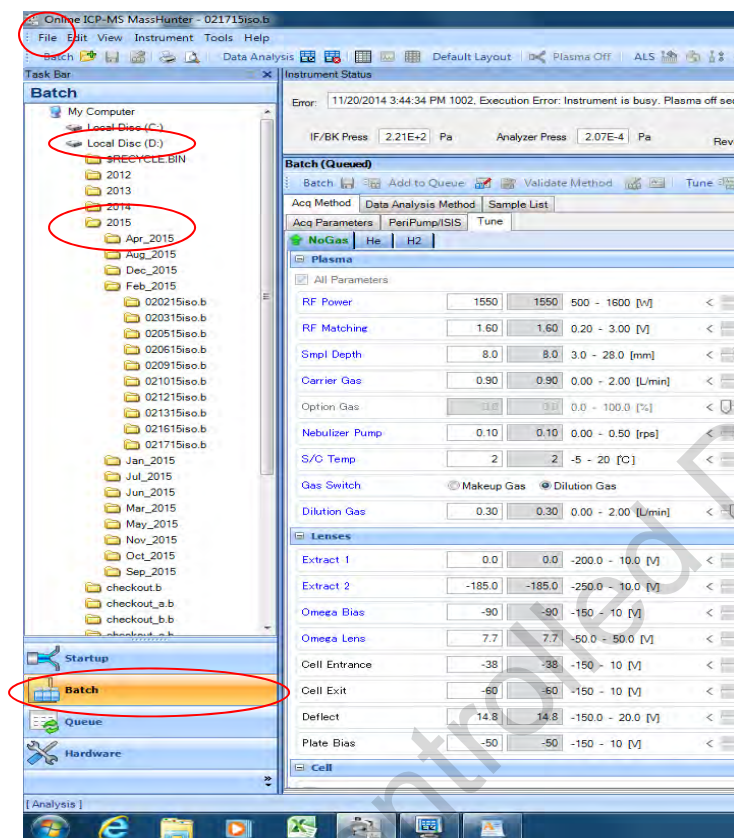 Online ICP-MS MassHunter - 021715iso.b
File Edit View Instrument Tools Help
Batch Data Analysis Default Layout Plasma Off ALS
Task Bar
Batch
My Computer
Local Disc (C:)
Local Disc (D:)
$RECYCLE.BIN
2012
2013
2014
2015
Apr_2015
Aug_2015
Dec_2015
Feb_2015
020215iso.b
020315iso.b
020515iso.b
020615iso.b
020915iso.b
021015iso.b
021215iso.b
021315iso.b
021615iso.b
021715iso.b
Jan_2015
Jul_2015
Jun_2015
Mar_2015
May_2015
Nov_2015
Oct_2015
Sep_2015
checkout.b
checkout_a.b
checkout_b.b
Startup
Batch
Queue
Hardware
[ Analysis ]
Instrument Status
Error: 11/20/2014 3:44:34 PM 1002, Execution Error: Instrument is busy. Plasma off sec
IF/BK Press 2.21E+2 Pa Analyzer Press 2.07E-4 Pa Rev
Batch (Queued)
Batch Add to Queue Validate Method Tune
Acq Method Data Analysis Method Sample List
Acq Parameters PeriPump/ISIS Tune
NoGas He H2
Plasma
All Parameters
RF Power 1550 1550 500 - 1600 [W] <
RF Matching 1.60 1.60 0.20 - 3.00 [V] <
Smpl Depth 8.0 8.0 3.0 - 28.0 [mm] <
Carrier Gas 0.90 0.90 0.00 - 2.00 [L/min] <
Option Gas 0.0 0.0 0.0 - 100.0 [%] <
Nebulizer Pump 0.10 0.10 0.00 - 0.50 [rps] <
S/C Temp 2 2 -5 - 20 [°C] <
Gas Switch Makeup Gas Dilution Gas
Dilution Gas 0.30 0.30 0.00 - 2.00 [L/min] <
Lenses
Extract 1 0.0 0.0 -200.0 - 10.0 [V] <
Extract 2 -185.0 -185.0 -250.0 - 10.0 [V] <
Omega Bias -90 -90 -150 - 10 [V] <
Omega Lens 7.7 7.7 -50.0 - 50.0 [V] <
Cell Entrance -38 -38 -150 - 10 [V] <
Cell Exit -60 -60 -150 - 10 [V] <
Deflect 14.8 14.8 -150.0 - 20.0 [V] <
Plate Bias -50 -50 -150 - 10 [V] <
Cell
ntrolled